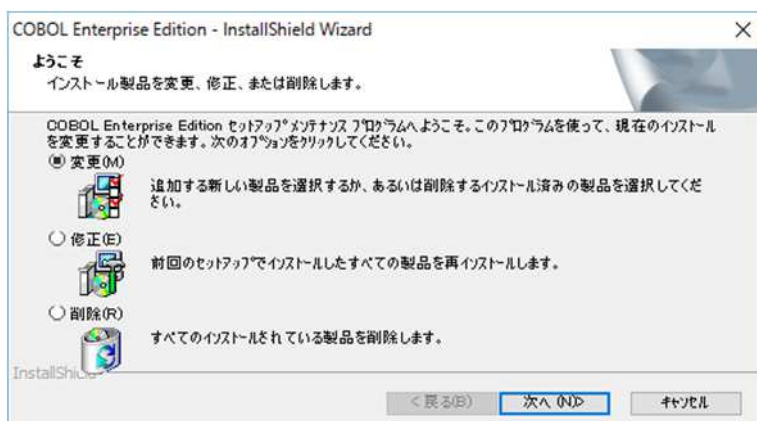 COBOL Enterprise Edition - InstallShield Wizard
ようこそ
インストール製品を変更、修正、または削除します。
COBOL Enterprise Edition セットアップ メンテナンス プログラムへようこそ。このプログラムを使って、現在のインストール
を変更することができます。次のオプションをクリックしてください。
変更(M)
追加する新しい製品を選択するか、あるいは削除するインストール済みの製品を選択してくだ
さい。
修正(E)
前回のセットアップでインストールしたすべての製品を再インストールします。
削除(R)
すべてのインストールされている製品を削除します。
InstallShield
< 戻る(B)
次へ (N)>
キャンセル